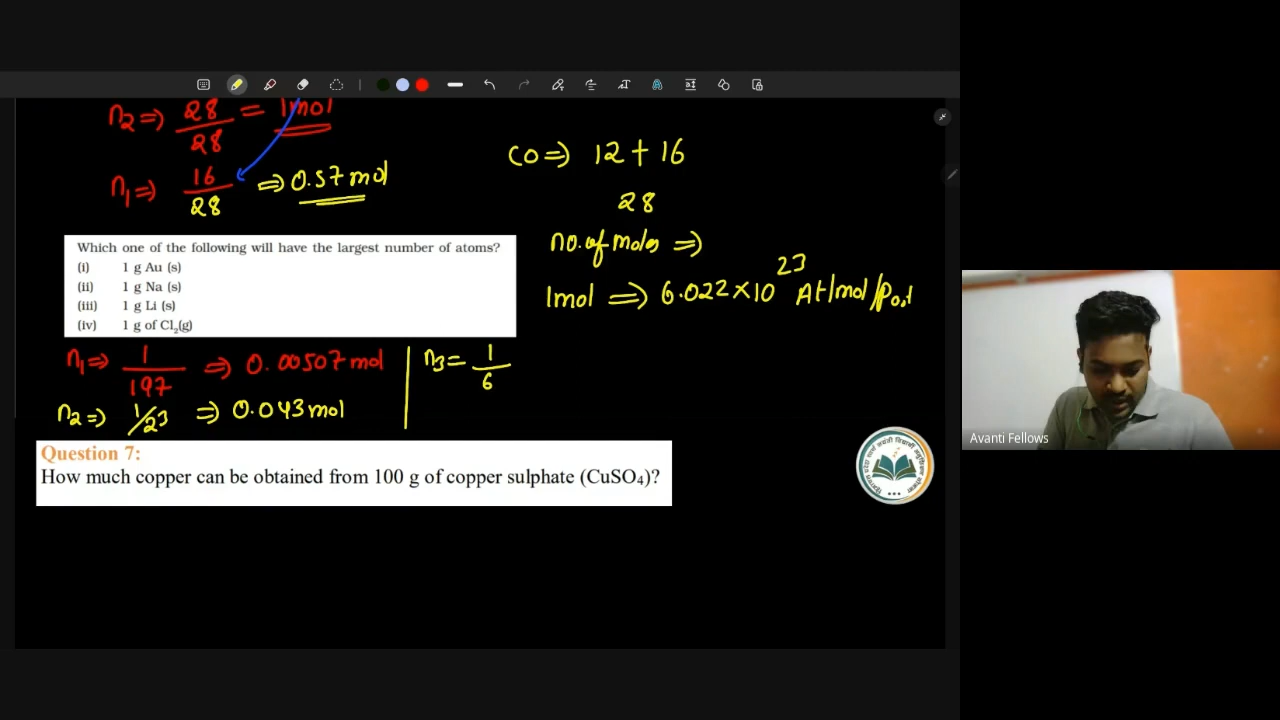 n2⇒ 28/28 = 1mol
n1⇒ 16/28 ⇒ 0.57 mol
CO⇒ 12 + 16
28
no. of moles ⇒
1mol ⇒ 6.022 × 10^23 At/mol/
Which one of the following will have the largest number of atoms?
(i) 1 g Au (s)
(ii) 1 g Na (s)
(iii) 1 g Li (s)
(iv) 1 g of Cl₂(g)
n1⇒ 1/197 ⇒ 0.00507 mol
n2⇒ 1/23 ⇒ 0.043 mol
n3= 1/6
Question 7:
How much copper can be obtained from 100 g of copper sulphate (CuSO₄)?
Avanti Fellows